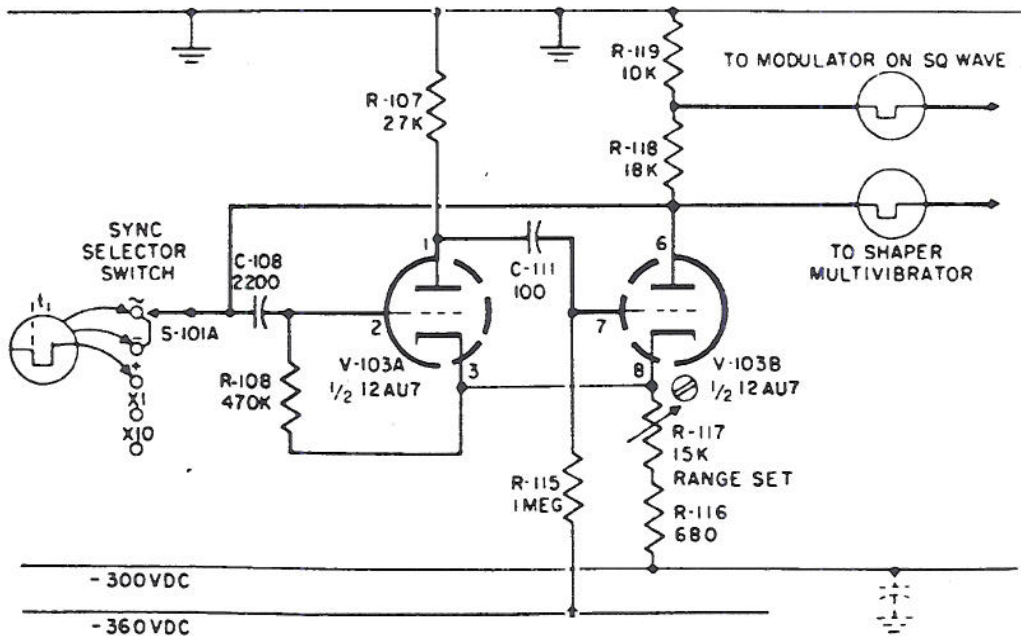 R-119
10K
TO MODULATOR ON SQ WAVE
R-107
27K
R-118
18K
SYNC
SELECTOR
SWITCH
C-108
2200
1
C-111
100
6
TO SHAPER
MULTIVIBRATOR
t₁
~
S-101A
-
+
X1
X10
2
7
V-103A
1/2 12AU7
3
8
V-103B
1/2 12AU7
R-108
470K
R-117
15K
RANGE SET
R-115
1MEG
R-116
680
-300VDC
-360VDC